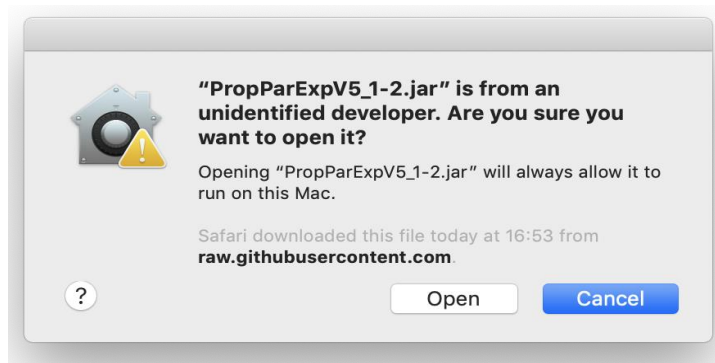 “PropParExpV5_1-2.jar” is from an
unidentified developer. Are you sure you
want to open it?
Opening “PropParExpV5_1-2.jar” will always allow it to
run on this Mac.
Safari downloaded this file today at 16:53 from
raw.githubusercontent.com.
?
Open
Cancel